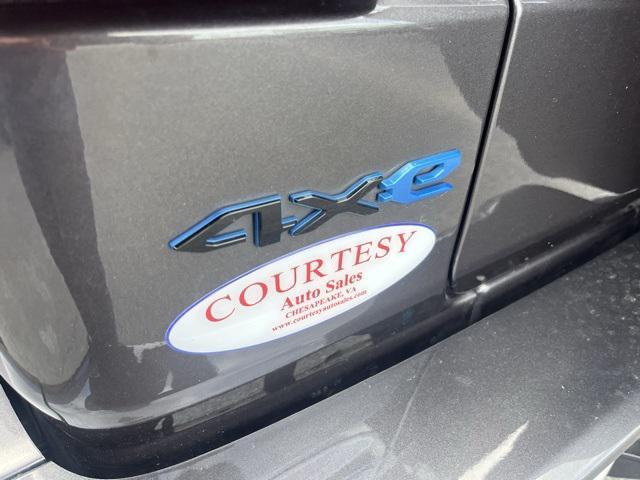 4xe
COURTESY
Auto Sales
CHESAPEAKE, VA
www.courtesyautosales.com